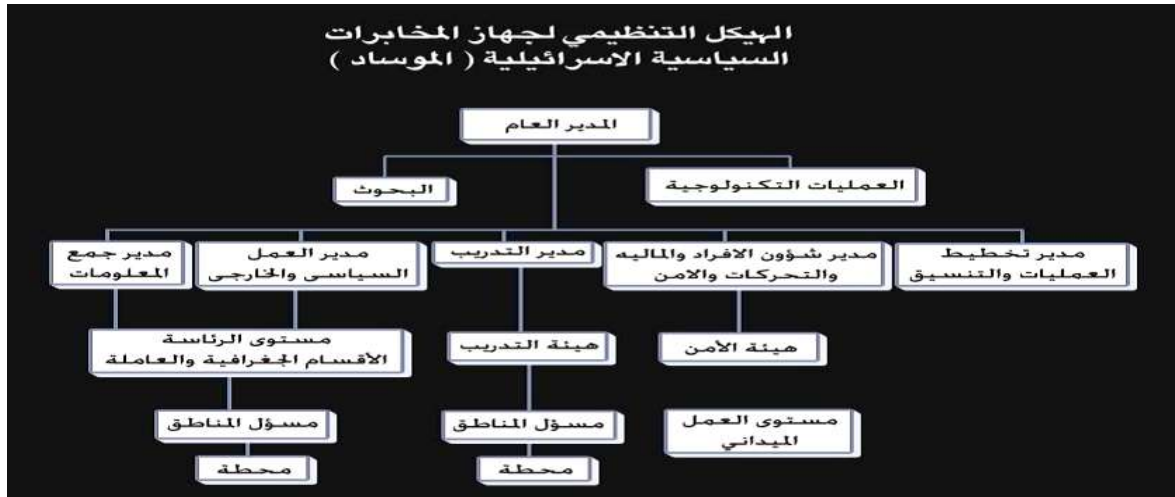 الهيكل التنظيمي لجهاز المخابرات
السياسية الاسرائيلية ( الموساد )
المدير العام
العمليات التكنولوجية
البحوث
مدير تخطيط
العمليات والتنسيق
مدير شؤون الافراد والماليه
والتحركات والامن
مدير التدريب
مدير العمل
السياسى والخارجى
مدير جمع
المعلومات
هيئة الأمن
هيئة التدريب
مستوى الرئاسة
الأقسام الجغرافية والعاملة
مستوى العمل
الميداني
مسؤل المناطق
مسؤل المناطق
محطة
محطة